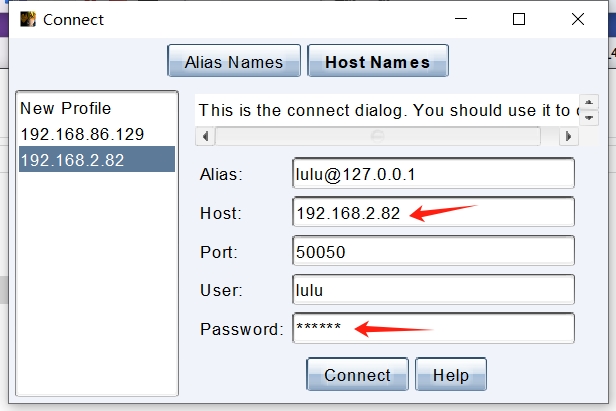 Connect
Alias Names
Host Names
New Profile
192.168.86.129
192.168.2.82
This is the connect dialog. You should use it to
Alias:
lulu@127.0.0.1
Host:
192.168.2.82
Port:
50050
User:
lulu
Password:
******
Connect
Help